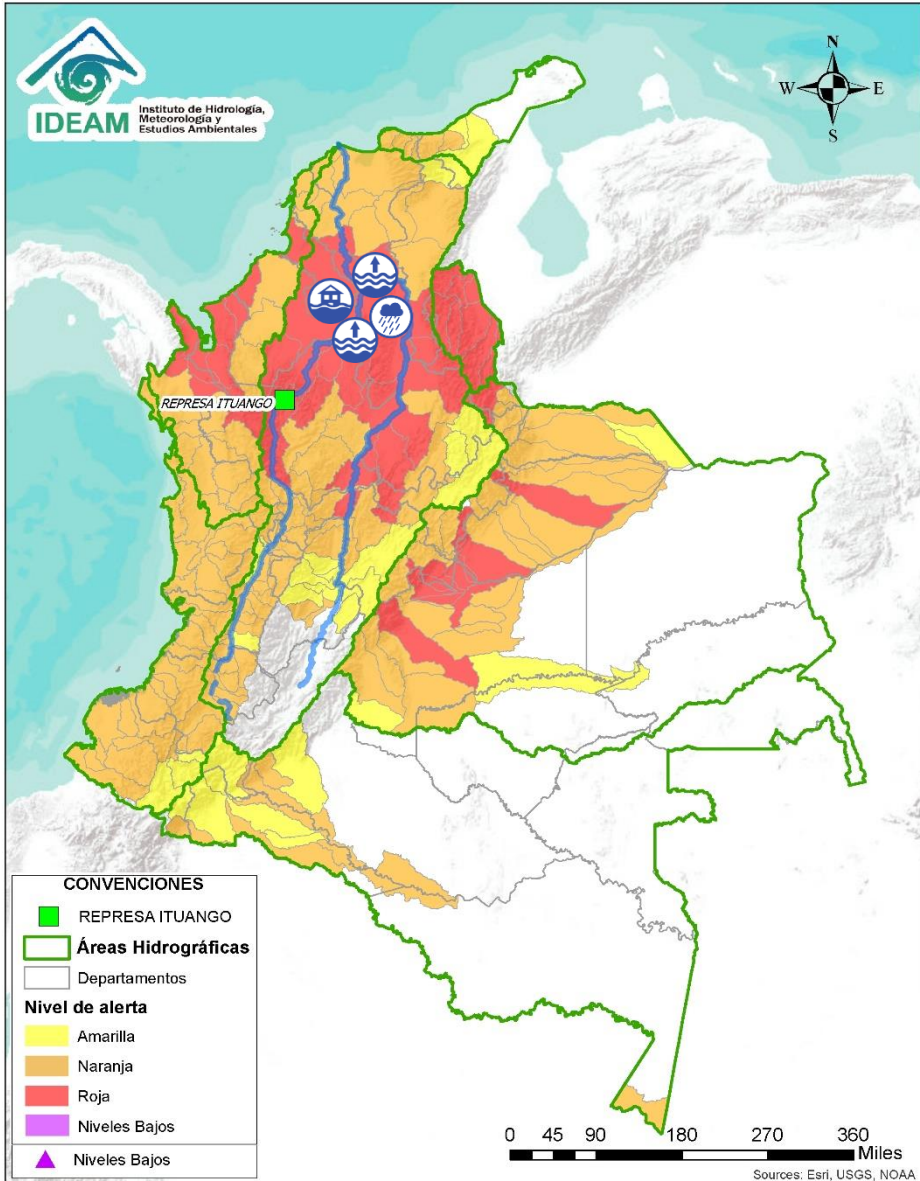 IDEAM
Instituto de Hidrología,
Meteorología y
Estudios Ambientales
N
W
E
S
REPRESA ITUANGO
CONVENCIONES
REPRESA ITUANGO
Áreas Hidrográficas
Departamentos
Nivel de alerta
Amarilla
Naranja
Roja
Niveles Bajos
Niveles Bajos
0 45 90 180 270 360
Miles
Sources: Esri, USGS, NOAA